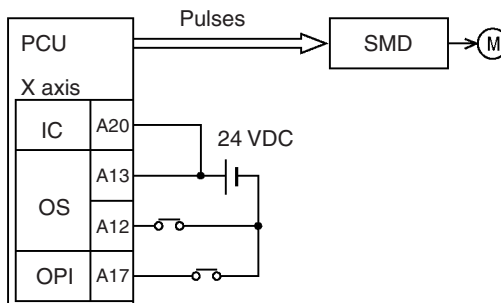 Pulses
PCU
SMD
M
X axis
IC A20
24 VDC
A13
OS
A12
OPI A17